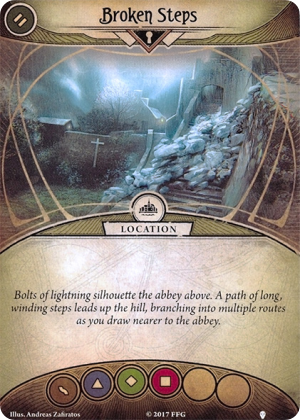 Broken Steps
LOCATION
Bolts of lightning silhouette the abbey above. A path of long,
winding steps leads up the hill, branching into multiple routes
as you draw nearer to the abbey.
Illus. Andreas Zafiratos
© 2017 FFG